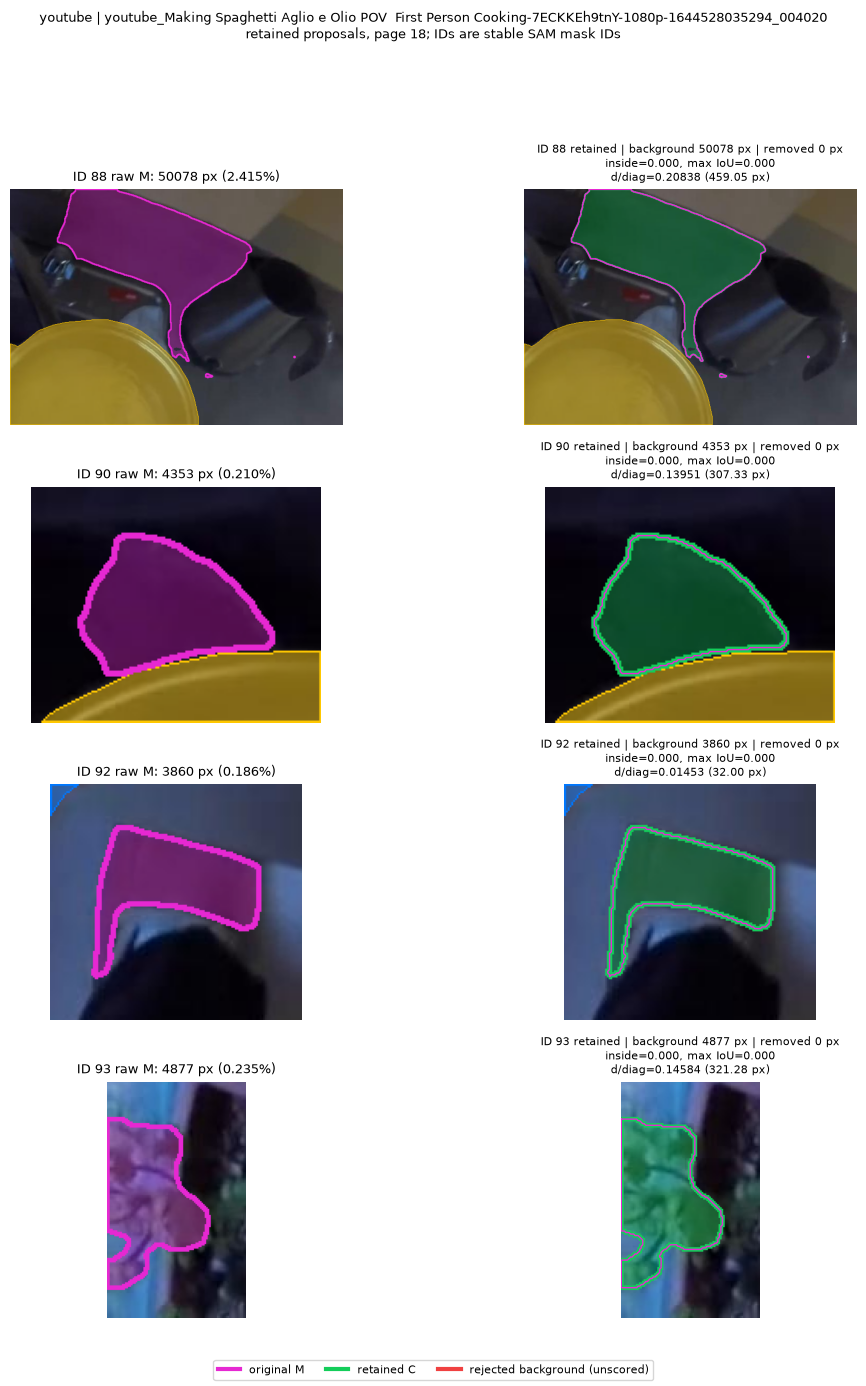 youtube | youtube_Making Spaghetti Aglio e Olio POV  First Person Cooking-7ECKKEh9tnY-1080p-1644528035294_004020
retained proposals, page 18; IDs are stable SAM mask IDs
ID 88 raw M: 50078 px (2.415%)
ID 88 retained | background 50078 px | removed 0 px
inside=0.000, max IoU=0.000
d/diag=0.20838 (459.05 px)
ID 90 raw M: 4353 px (0.210%)
ID 90 retained | background 4353 px | removed 0 px
inside=0.000, max IoU=0.000
d/diag=0.13951 (307.33 px)
ID 92 raw M: 3860 px (0.186%)
ID 92 retained | background 3860 px | removed 0 px
inside=0.000, max IoU=0.000
d/diag=0.01453 (32.00 px)
ID 93 raw M: 4877 px (0.235%)
ID 93 retained | background 4877 px | removed 0 px
inside=0.000, max IoU=0.000
d/diag=0.14584 (321.28 px)
original M
retained C
rejected background (unscored)